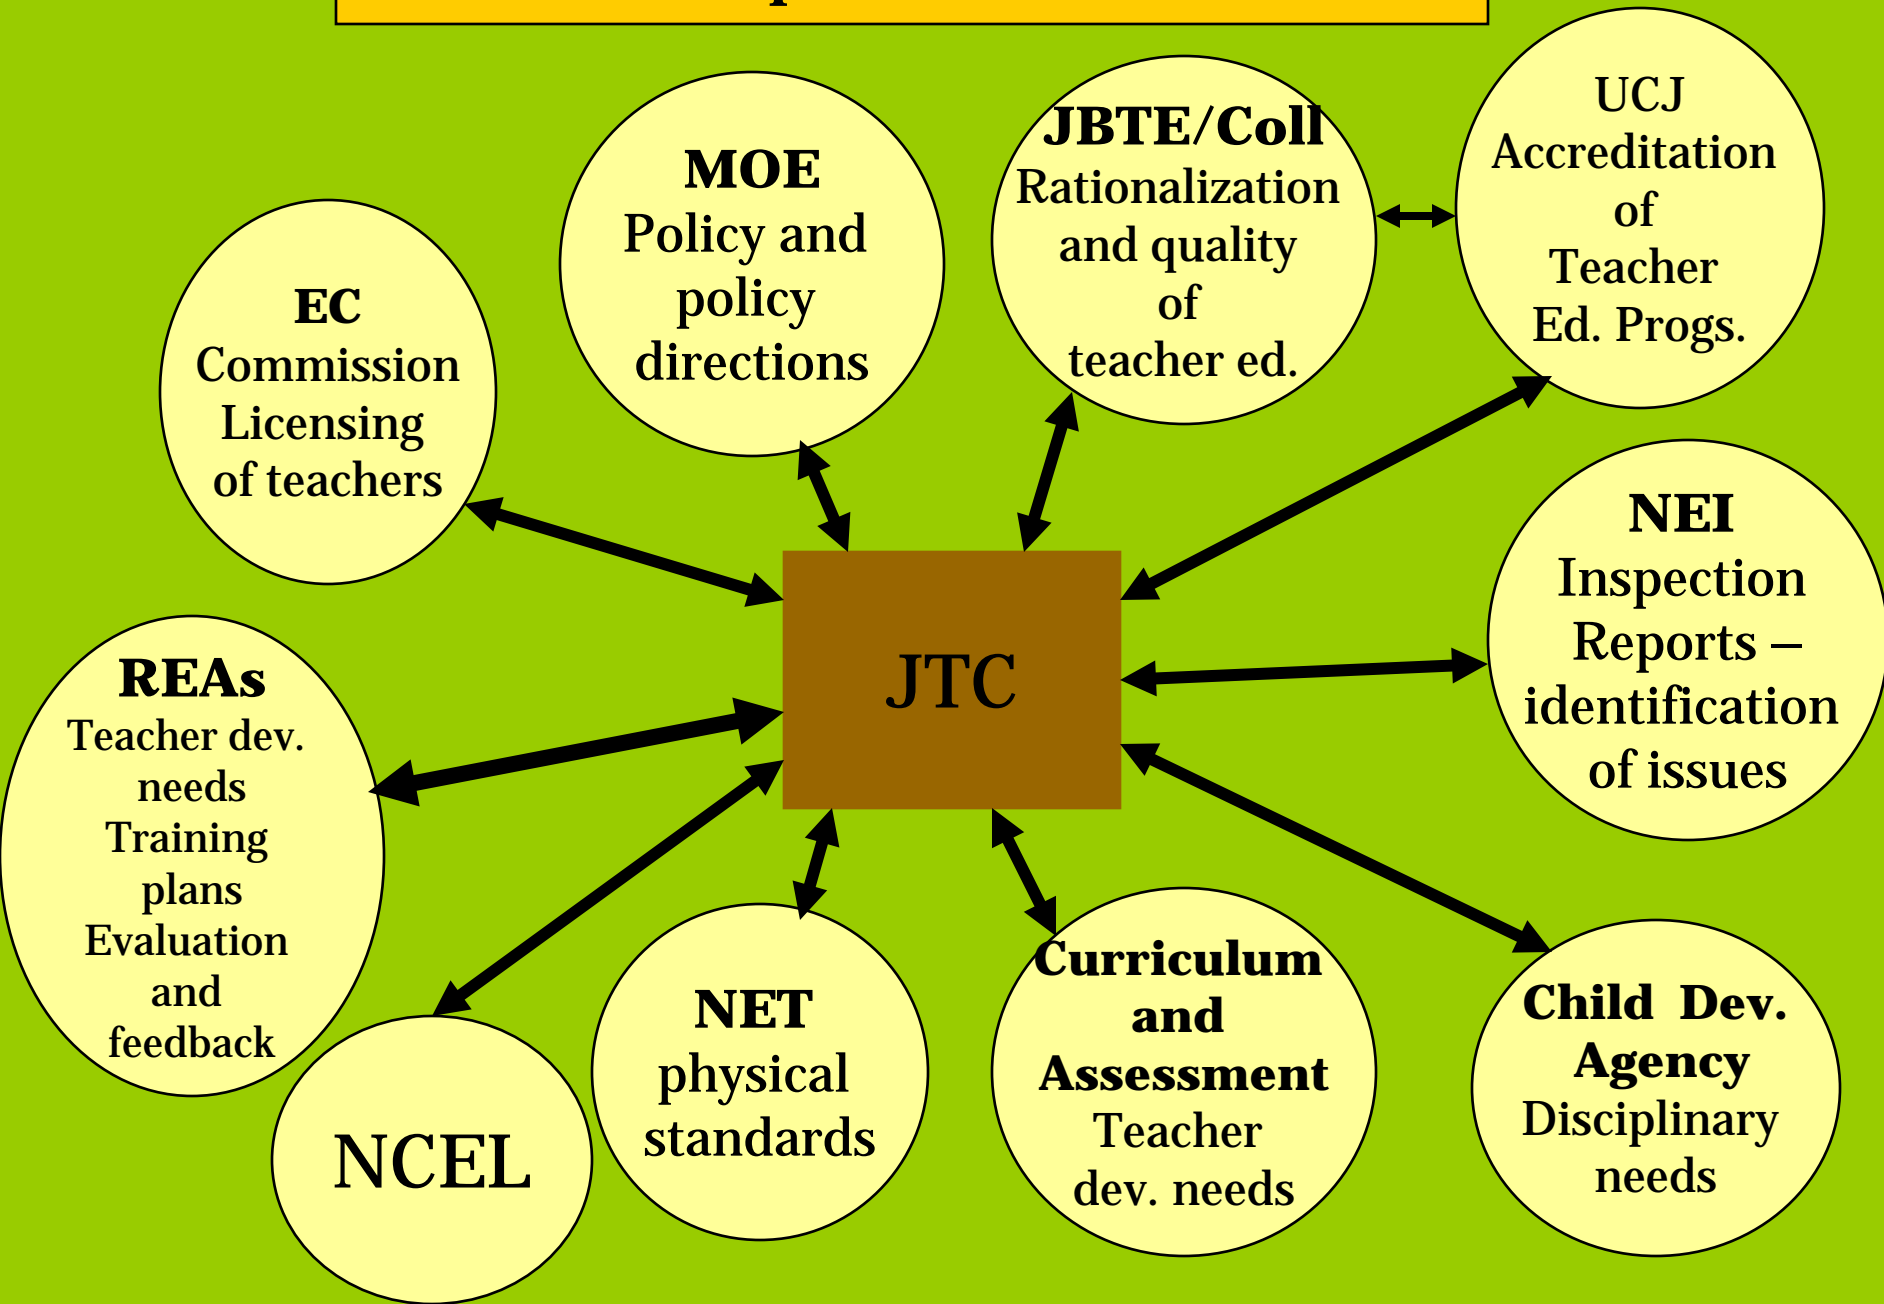 EC
Commission
Licensing
of teachers
MOE
Policy and
policy
directions
JBTE/Coll
Rationalization
and quality
of
teacher ed.
UCJ
Accreditation
of
Teacher
Ed. Progs.
NEI
Inspection
Reports –
identification
of issues
JTC
REAs
Teacher dev.
needs
Training
plans
Evaluation
and
feedback
NCEL
NET
physical
standards
Curriculum
and
Assessment
Teacher
dev. needs
Child Dev.
Agency
Disciplinary
needs